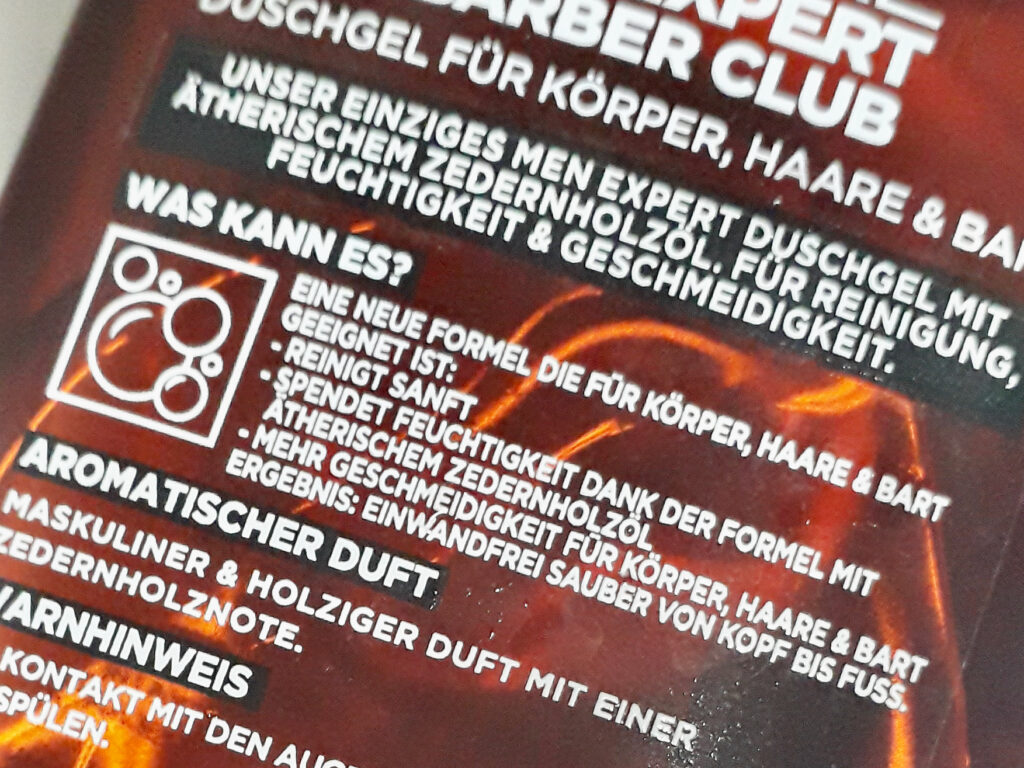 EXPERT
BARBER CLUB
DUSCHGEL FÜR KÖRPER, HAARE & BA
UNSER EINZIGES MEN EXPERT DUSCHGEL MIT
ÄTHERISCHEM ZEDERNHOLZÖL. FÜR REINIGUNG,
FEUCHTIGKEIT & GESCHMEIDIGKEIT.
WAS KANN ES?
EINE NEUE FORMEL DIE FÜR KÖRPER, HAARE & BART
GEEIGNET IST:
• REINIGT SANFT
• SPENDET FEUCHTIGKEIT DANK DER FORMEL MIT
ÄTHERISCHEM ZEDERNHOLZÖL
• MEHR GESCHMEIDIGKEIT FÜR KÖRPER, HAARE & BART
ERGEBNIS: EINWANDFREI SAUBER VON KOPF BIS FUSS.
AROMATISCHER DUFT
MASKULINER & HOLZIGER DUFT MIT EINER
ZEDERNHOLZNOTE.
WARNHINWEIS
KONTAKT MIT DEN AUG
SPÜLEN.